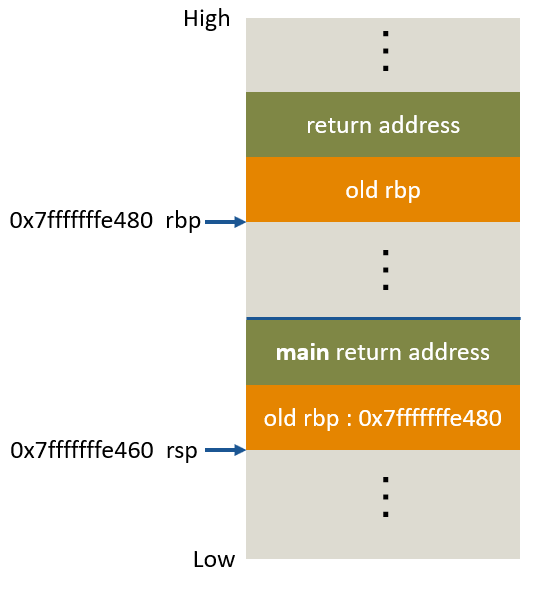 High
return address
old rbp
0x7fffffffe480 rbp
main return address
old rbp : 0x7fffffffe480
0x7fffffffe460 rsp
Low